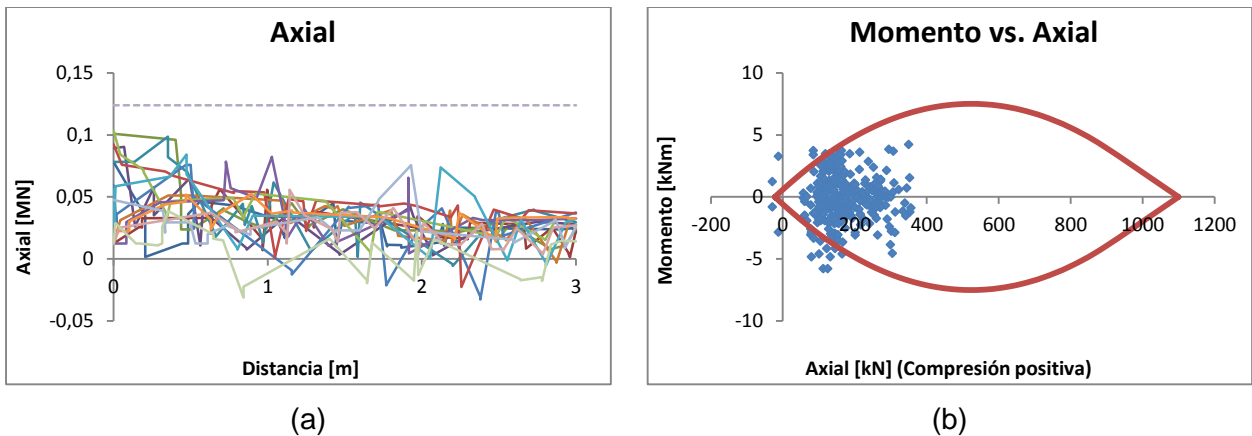 Axial
0,15
0,1
0,05
0
-0,05
0
1
2
3
Axial [MN]
Distancia [m]
(a)
Momento vs. Axial
10
5
0
-5
-10
-200
0
200
400
600
800
1000
1200
Momento [kNm]
Axial [kN] (Compresión positiva)
(b)